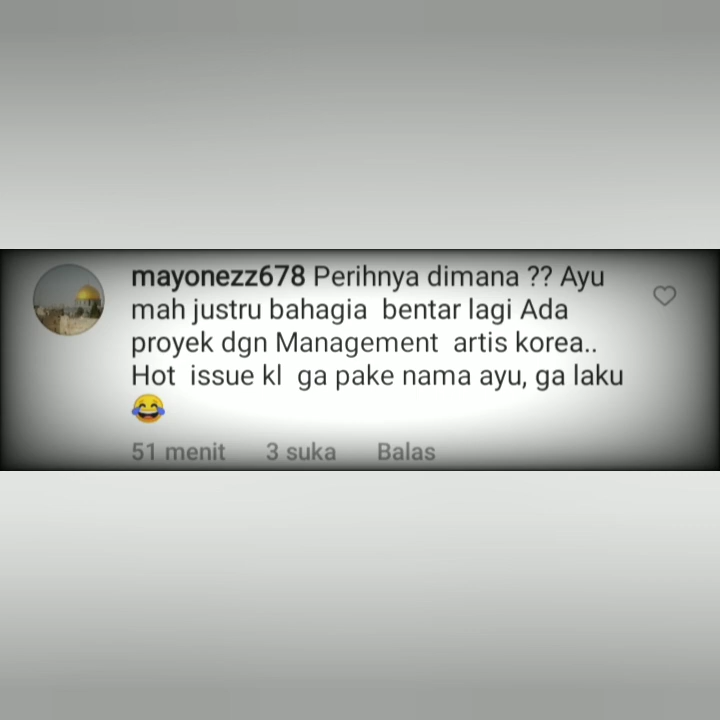 mayonezz678 Perihnya dimana ?? Ayu
mah justru bahagia bentar lagi Ada
proyek dgn Management artis korea..
Hot issue kl ga pake nama ayu, ga laku
😂
51 menit 3 suka Balas